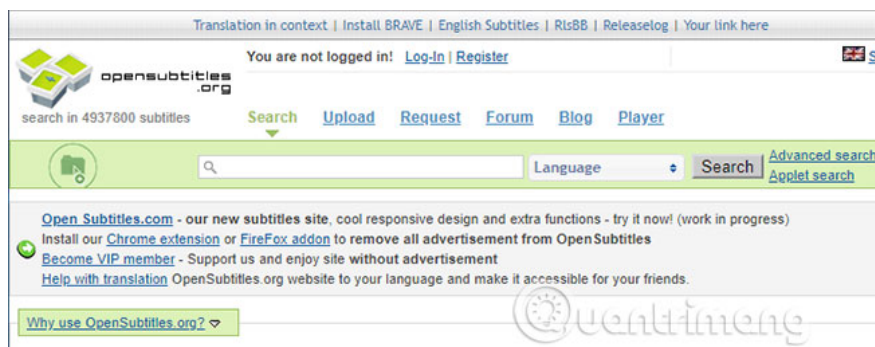 Translation in context | Install BRAVE | English Subtitles | RlsBB | Releaselog | Your link here
You are not logged in! Log-In | Register
opensubtitles
.org
search in 4937800 subtitles
Search Upload Request Forum Blog Player
Language Search
Advanced search
Applet search
Open Subtitles.com - our new subtitles site, cool responsive design and extra functions - try it now! (work in progress)
Install our Chrome extension or FireFox addon to remove all advertisement from OpenSubtitles
Become VIP member - Support us and enjoy site without advertisement
Help with translation OpenSubtitles.org website to your language and make it accessible for your friends.
Why use OpenSubtitles.org?
Quantrimang